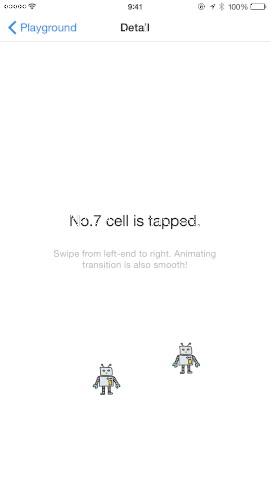 9:41
100%
Playground
Detail
No.7 cell is tapped.
Swipe from left-end to right. Animating
transition is also smooth!